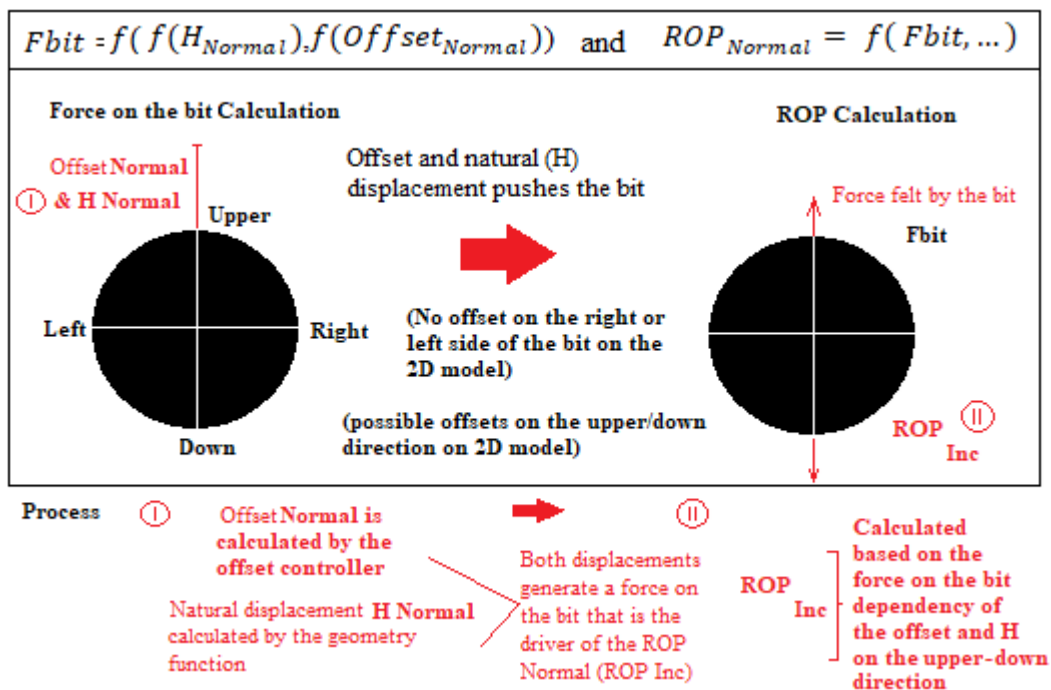 Fbit = f( f(H_Normal), f(Offset_Normal)) and ROP_Normal = f( Fbit, …)
Force on the bit Calculation
ROP Calculation
Offset Normal
Ⓘ & H Normal
Upper
Left
Right
Down
Offset and natural (H)
displacement pushes the bit
(No offset on the right or
left side of the bit on the
2D model)
(possible offsets on the upper/down
direction on 2D model)
Force felt by the bit
Fbit
ROP Ⅱ
Inc
Process Ⓘ Ⅱ
Offset Normal is
calculated by the
offset controller
Natural displacement H Normal
calculated by the geometry
function
Both displacements
generate a force on
the bit that is the
driver of the ROP
Normal (ROP Inc)
ROP
Inc
Calculated
based on the
force on the bit
dependency of
the offset and H
on the upper-down
direction